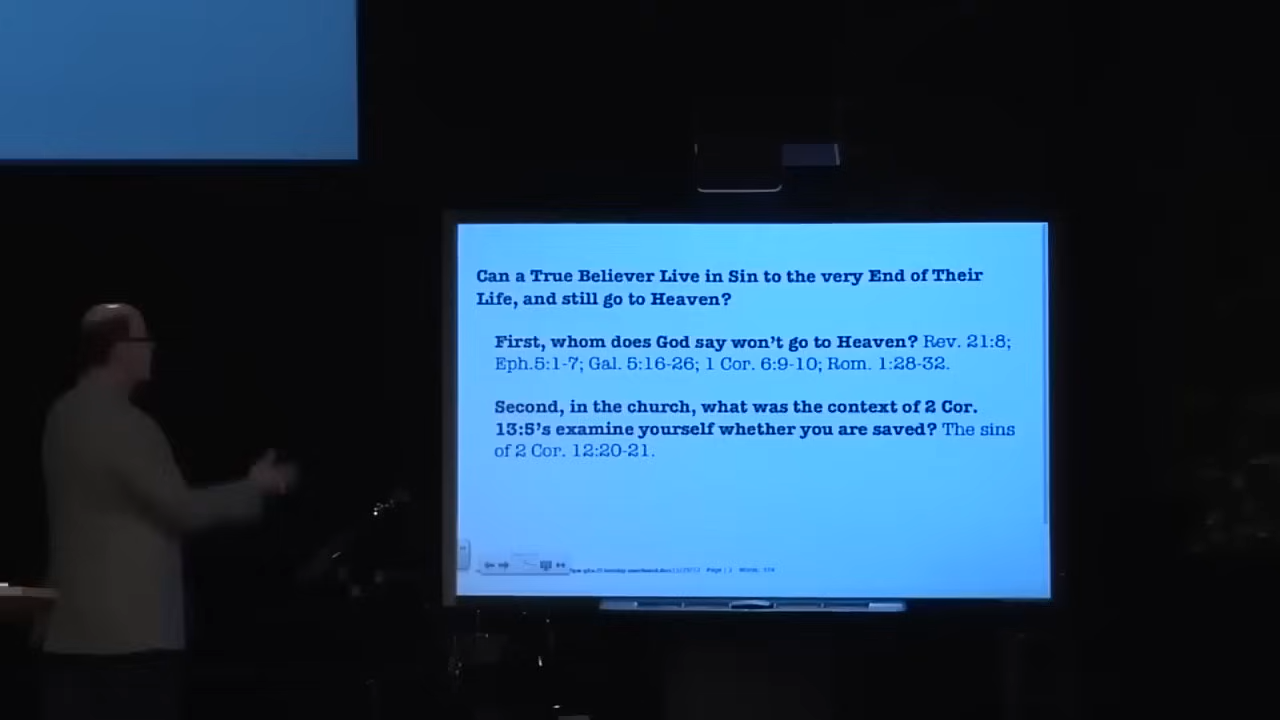 Can a True Believer Live in Sin to the very End of Their
Life, and still go to Heaven?
First, whom does God say won't go to Heaven? Rev. 21:8;
Eph.5:1-7; Gal. 5:16-26; 1 Cor. 6:9-10; Rom. 1:28-32.
Second, in the church, what was the context of 2 Cor.
13:5's examine yourself whether you are saved? The sins
of 2 Cor. 12:20-21.